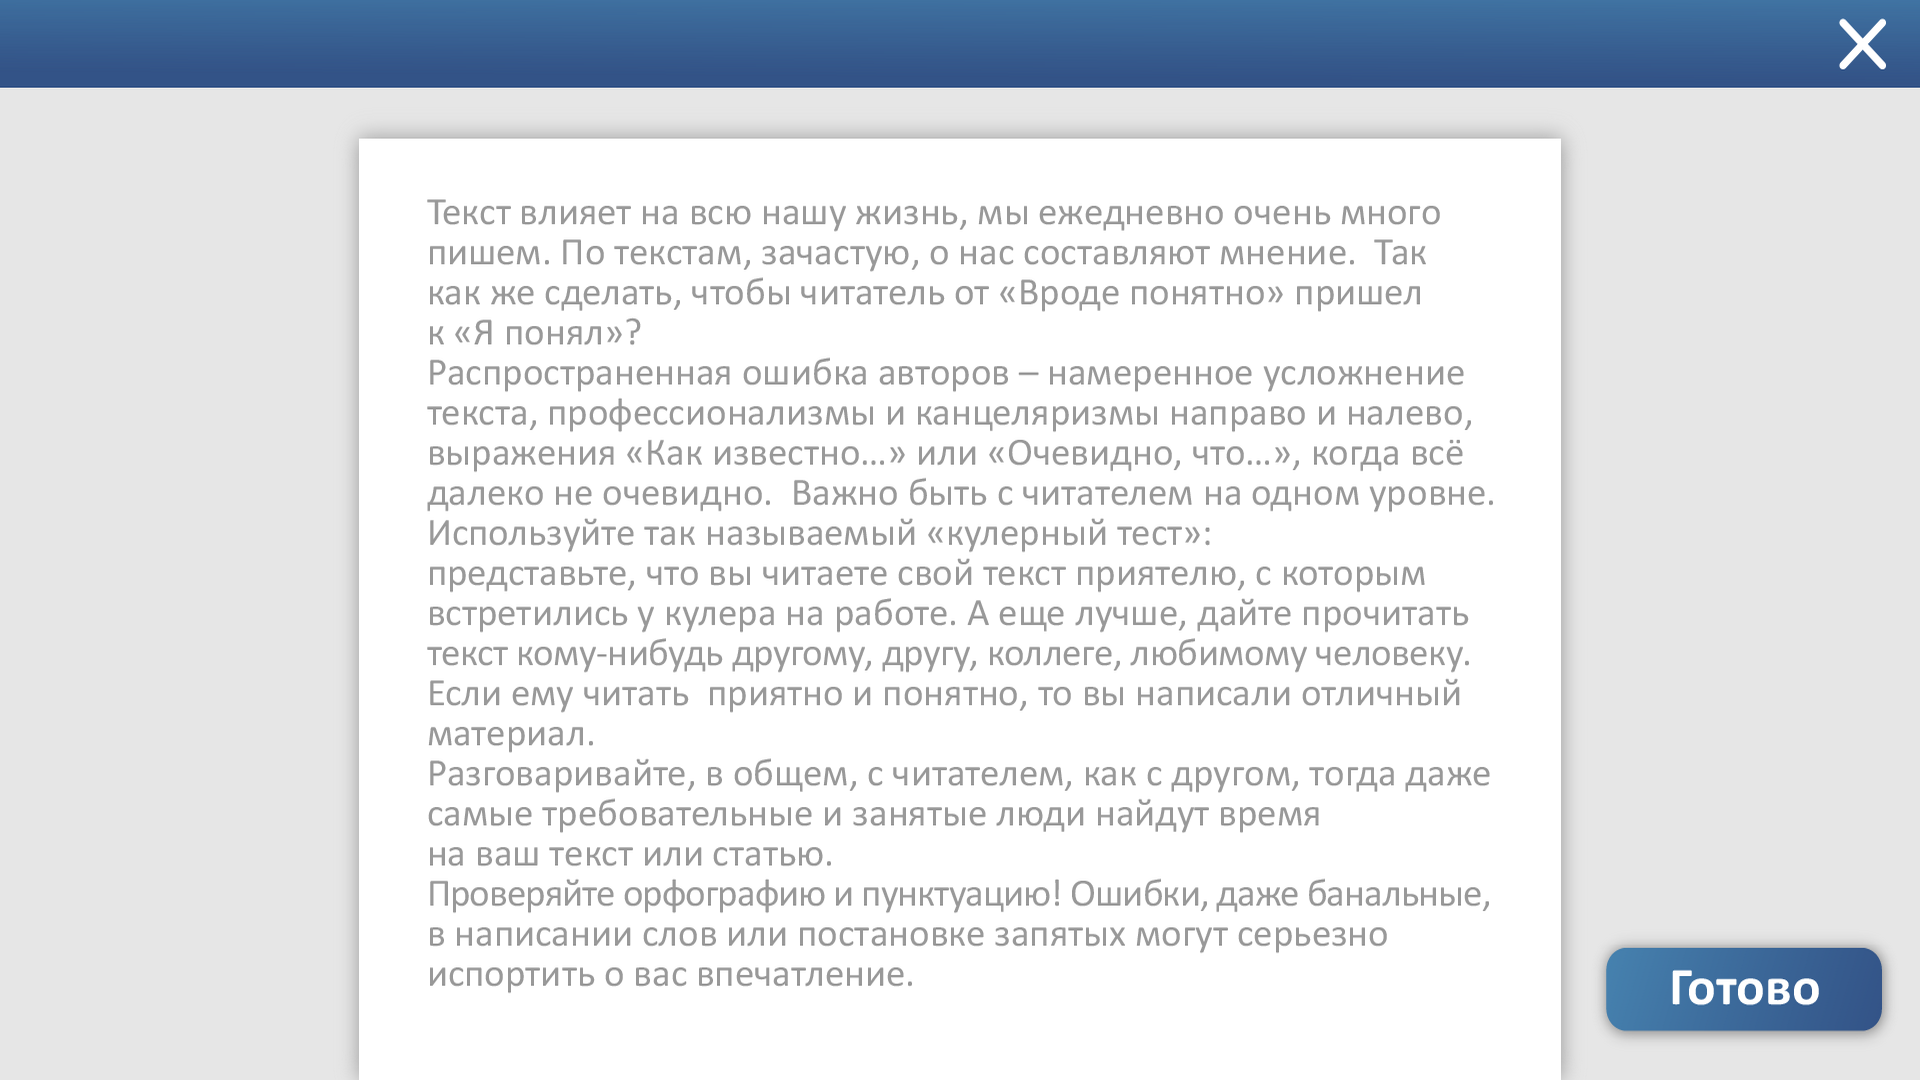 Текст влияет на всю нашу жизнь, мы ежедневно очень много
пишем. По текстам, зачастую, о нас составляют мнение.  Так
как же сделать, чтобы читатель от «Вроде понятно» пришел
к «Я понял»?
Распространенная ошибка авторов – намеренное усложнение
текста, профессионализмы и канцеляризмы направо и налево,
выражения «Как известно…» или «Очевидно, что…», когда всё
далеко не очевидно.  Важно быть с читателем на одном уровне.
Используйте так называемый «кулерный тест»:
представьте, что вы читаете свой текст приятелю, с которым
встретились у кулера на работе. А еще лучше, дайте прочитать
текст кому-нибудь другому, другу, коллеге, любимому человеку.
Если ему читать  приятно и понятно, то вы написали отличный
материал.
Разговаривайте, в общем, с читателем, как с другом, тогда даже
самые требовательные и занятые люди найдут время
на ваш текст или статью.
Проверяйте орфографию и пунктуацию! Ошибки, даже банальные,
в написании слов или постановке запятых могут серьезно
испортить о вас впечатление.
Готово